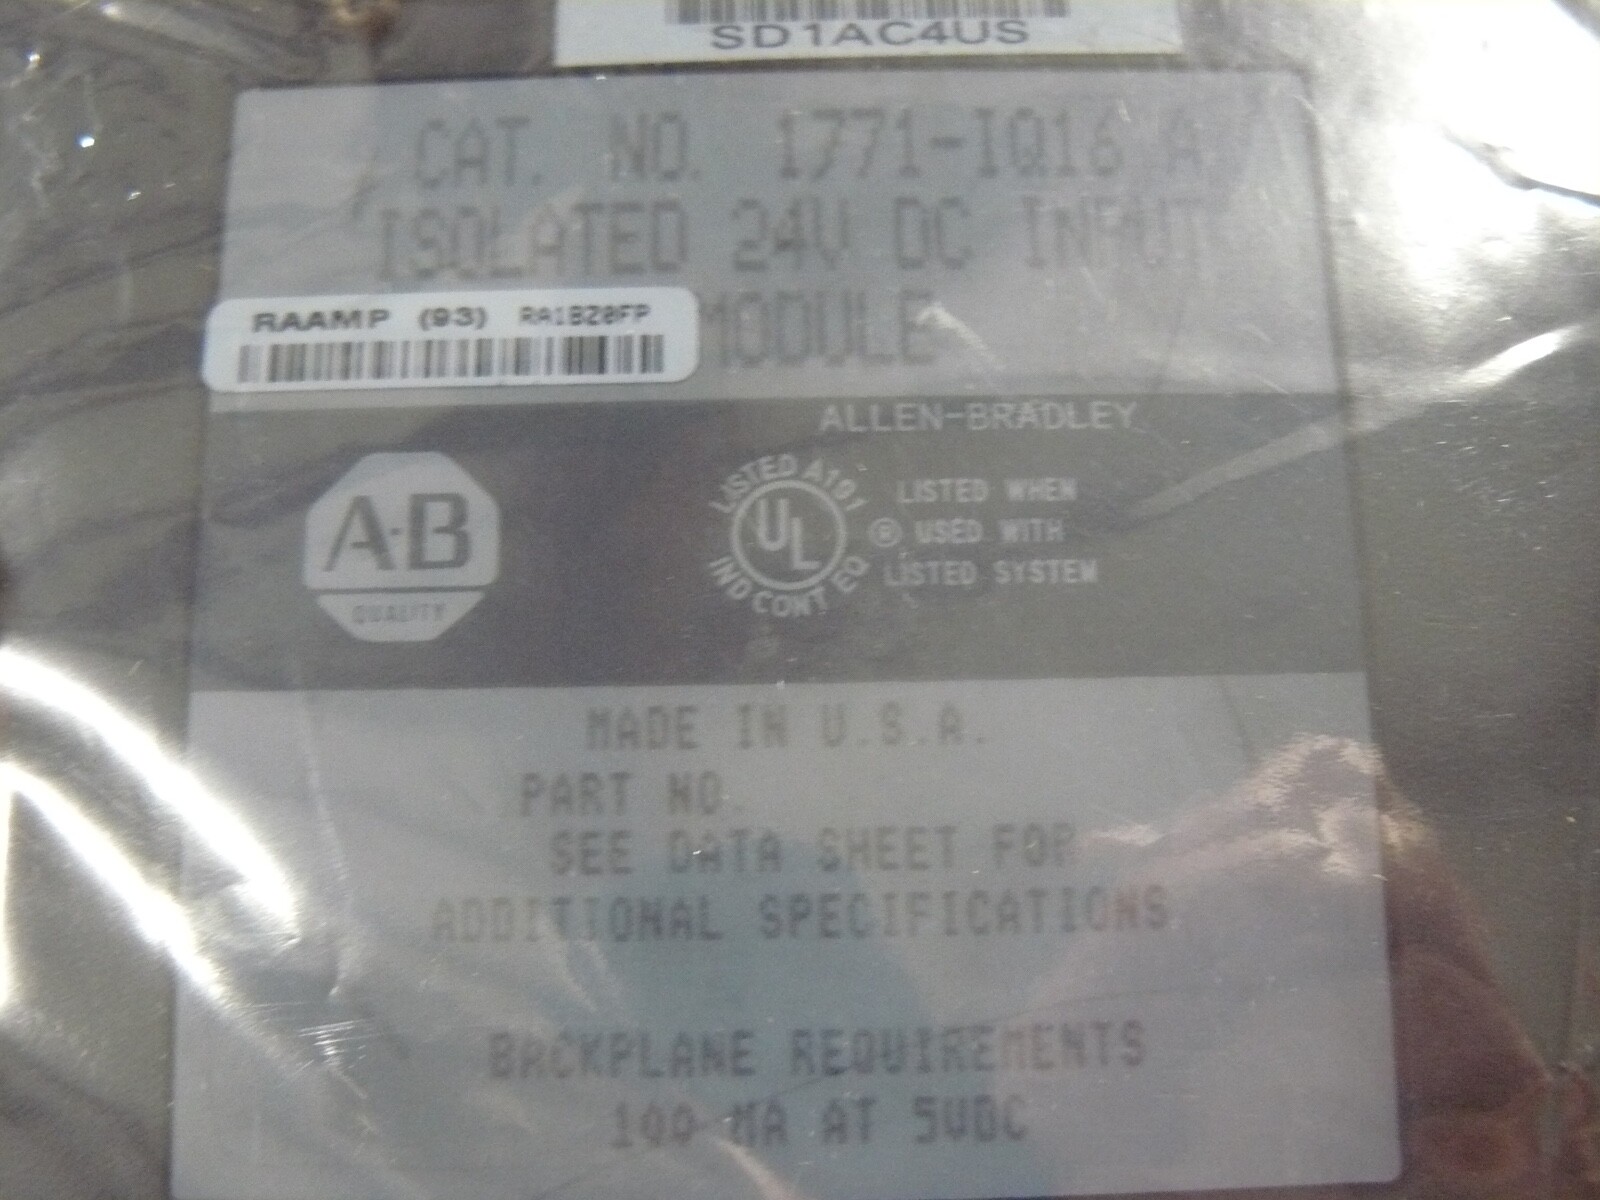 SD1AC4US
CAT. NO. 1771-IQ16 A
ISOLATED 24V DC INPUT
MODULE
RAAMP (93) RA1BZ0FP
ALLEN-BRADLEY
A-B
QUALITY
LISTED A191
UL
IND CONT EQ
®
LISTED WHEN
USED WITH
LISTED SYSTEM
MADE IN U.S.A.
PART NO.
SEE DATA SHEET FOR
ADDITIONAL SPECIFICATIONS
BACKPLANE REQUIREMENTS
100 MA AT 5VDC